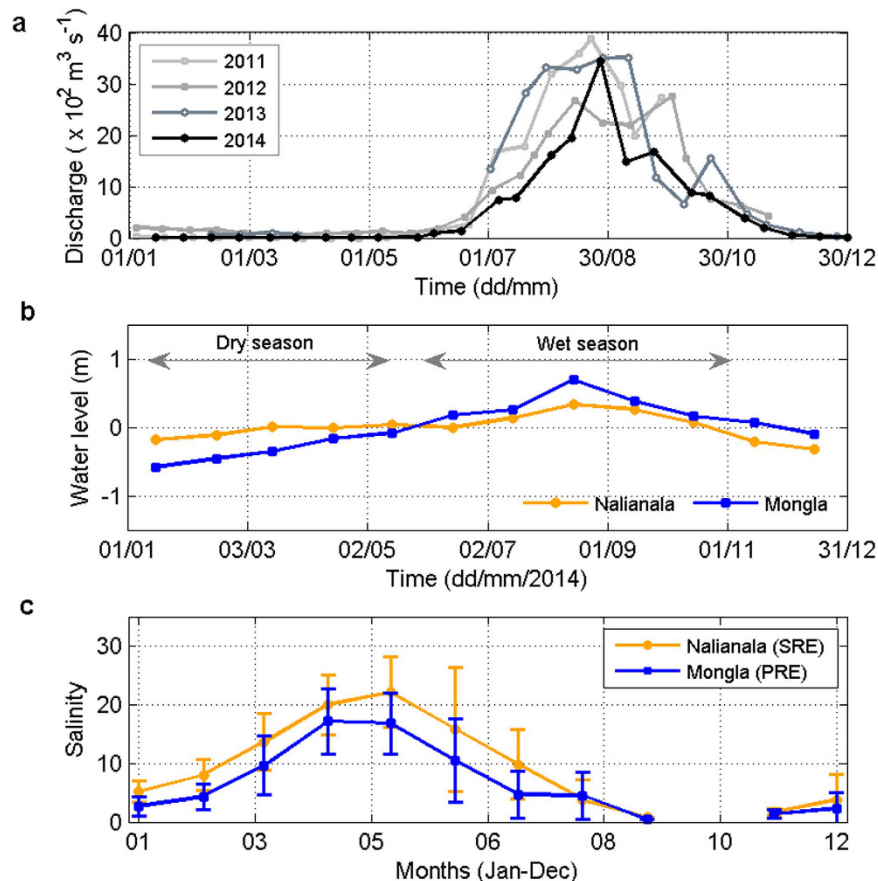 a
Discharge ( x 10² m³ s⁻¹)
40
30
20
10
0
2011
2012
2013
2014
01/01 01/03 01/05 01/07 30/08 30/10 30/12
Time (dd/mm)
b
Water level (m)
1
0
-1
Dry season Wet season
Nalianala Mongla
01/01 03/03 02/05 02/07 01/09 01/11 31/12
Time (dd/mm/2014)
c
Salinity
30
20
10
0
Nalianala (SRE)
Mongla (PRE)
01 03 05 06 08 10 12
Months (Jan-Dec)